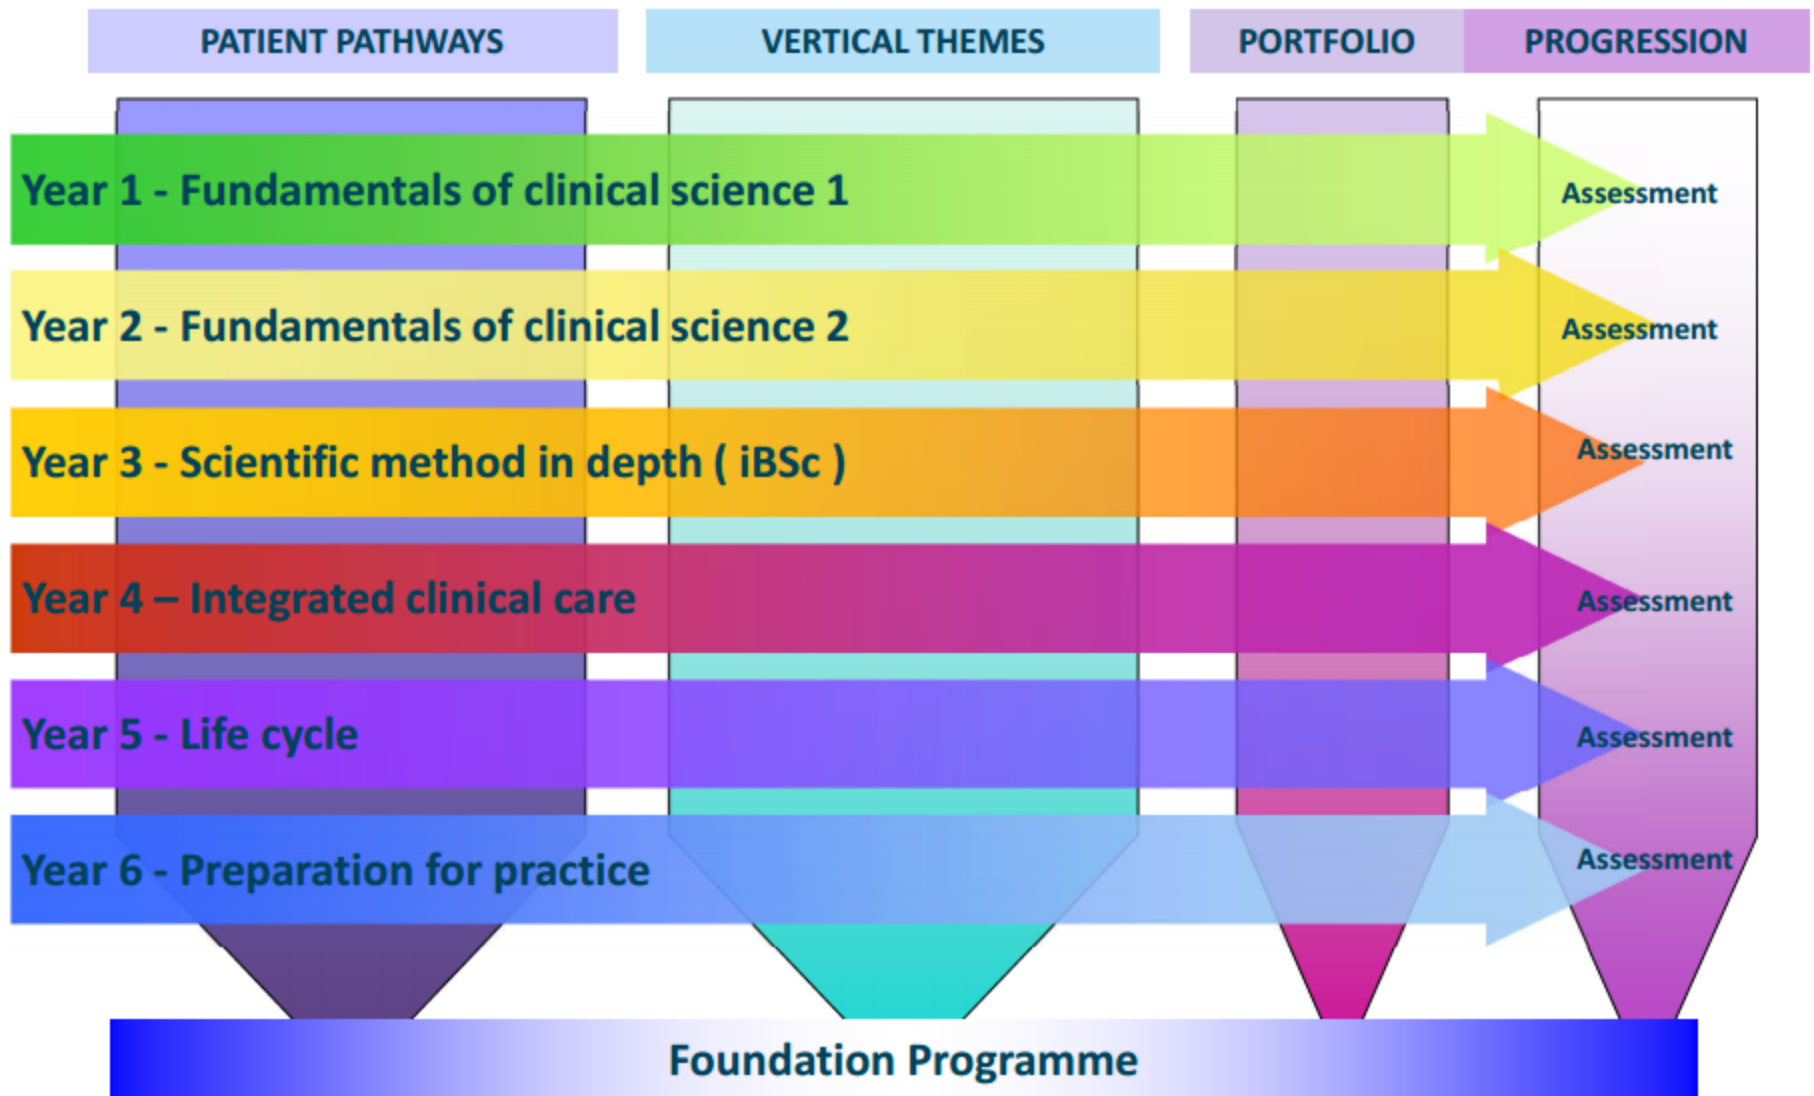 PATIENT PATHWAYS
VERTICAL THEMES
PORTFOLIO
PROGRESSION
Year 1 - Fundamentals of clinical science 1
Assessment
Year 2 - Fundamentals of clinical science 2
Assessment
Year 3 - Scientific method in depth ( iBSc )
Assessment
Year 4 – Integrated clinical care
Assessment
Year 5 - Life cycle
Assessment
Year 6 - Preparation for practice
Assessment
Foundation Programme